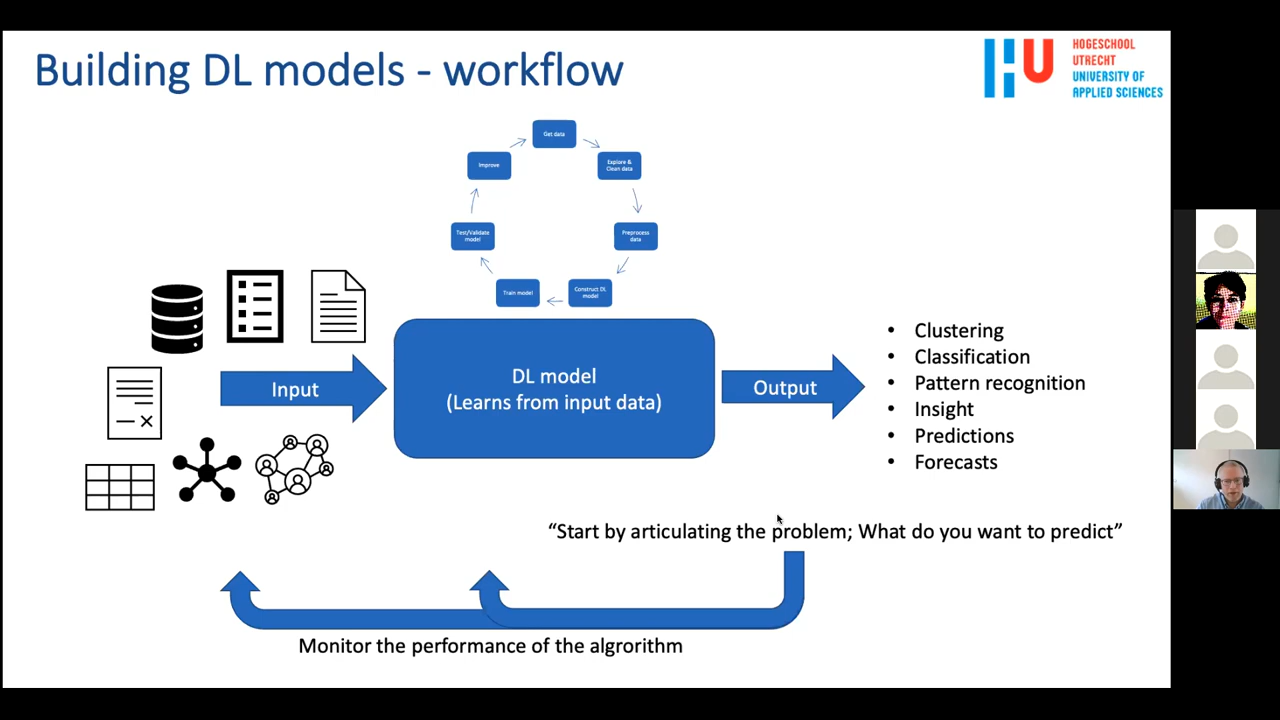 Building DL models - workflow
HOGESCHOOL
UTRECHT
UNIVERSITY OF
APPLIED SCIENCES
Get data
Explore &
Clean data
Preprocess
data
Construct DL
model
Train model
Test/Validate
model
Improve
Input
DL model
(Learns from input data)
Output
• Clustering
• Classification
• Pattern recognition
• Insight
• Predictions
• Forecasts
“Start by articulating the problem; What do you want to predict”
Monitor the performance of the algrorithm